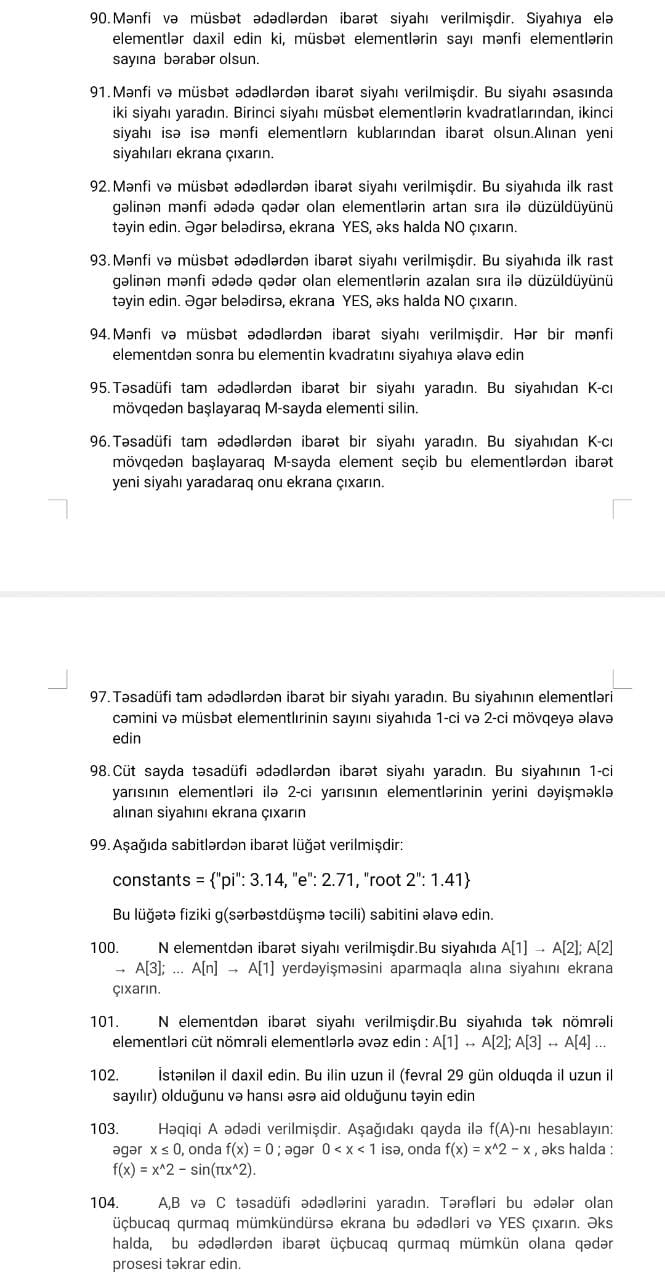 90. Mənfi və müsbət ədədlərdən ibarət siyahı verilmişdir. Siyahıya elə
elementlər daxil edin ki, müsbət elementlərin sayı mənfi elementlərin
sayına bərabər olsun.
91. Mənfi və müsbət ədədlərdən ibarət siyahı verilmişdir. Bu siyahı əsasında
iki siyahı yaradın. Birinci siyahı müsbət elementlərin kvadratlarından, ikinci
siyahı isə isə mənfi elementlərn kublarından ibarət olsun.Alınan yeni
siyahıları ekrana çıxarın.
92. Mənfi və müsbət ədədlərdən ibarət siyahı verilmişdir. Bu siyahıda ilk rast
gəlinən mənfi ədədə qədər olan elementlərin artan sıra ilə düzüldüyünü
təyin edin. Əgər belədirsə, ekrana YES, əks halda NO çıxarın.
93. Mənfi və müsbət ədədlərdən ibarət siyahı verilmişdir. Bu siyahıda ilk rast
gəlinən mənfi ədədə qədər olan elementlərin azalan sıra ilə düzüldüyünü
təyin edin. Əgər belədirsə, ekrana YES, əks halda NO çıxarın.
94. Mənfi və müsbət ədədlərdən ibarət siyahı verilmişdir. Hər bir mənfi
elementdən sonra bu elementin kvadratını siyahıya əlavə edin
95. Təsadüfi tam ədədlərdən ibarət bir siyahı yaradın. Bu siyahıdan K-cı
mövqedən başlayaraq M-sayda elementi silin.
96. Təsadüfi tam ədədlərdən ibarət bir siyahı yaradın. Bu siyahıdan K-cı
mövqedən başlayaraq M-sayda element seçib bu elementlərdən ibarət
yeni siyahı yaradaraq onu ekrana çıxarın.
97. Təsadüfi tam ədədlərdən ibarət bir siyahı yaradın. Bu siyahının elementləri
cəmini və müsbət elementlırinin sayını siyahıda 1-ci və 2-ci mövqeyə əlavə
edin
98. Cüt sayda təsadüfi ədədlərdən ibarət siyahı yaradın. Bu siyahının 1-ci
yarısının elementləri ilə 2-ci yarısının elementlərinin yerini dəyişməklə
alınan siyahını ekrana çıxarın
99. Aşağıda sabitlərdən ibarət lüğət verilmişdir:
constants = {"pi": 3.14, "e": 2.71, "root 2": 1.41}
Bu lüğətə fiziki g(sərbəstdüşmə təcili) sabitini əlavə edin.
100. N elementdən ibarət siyahı verilmişdir.Bu siyahıda A[1] → A[2]; A[2]
→ A[3]; ... A[n] → A[1] yerdəyişməsini aparmaqla alına siyahını ekrana
çıxarın.
101. N elementdən ibarət siyahı verilmişdir.Bu siyahıda tək nömrəli
elementləri cüt nömrəli elementlərlə əvəz edin : A[1] ↔ A[2]; A[3] ↔ A[4] ...
102. İstənilən il daxil edin. Bu ilin uzun il (fevral 29 gün olduqda il uzun il
sayılır) olduğunu və hansı əsrə aid olduğunu təyin edin
103. Həqiqi A ədədi verilmişdir. Aşağıdakı qayda ilə f(A)-nı hesablayın:
əgər x ≤ 0, onda f(x) = 0 ; əgər 0 < x < 1 isə, onda f(x) = x^2 − x , əks halda :
f(x) = x^2 − sin(πx^2).
104. A,B və C təsadüfi ədədlərini yaradın. Tərəfləri bu ədələr olan
üçbucaq qurmaq mümkündürsə ekrana bu ədədləri və YES çıxarın. Əks
halda, bu ədədlərdən ibarət üçbucaq qurmaq mümkün olana qədər
prosesi təkrar edin.